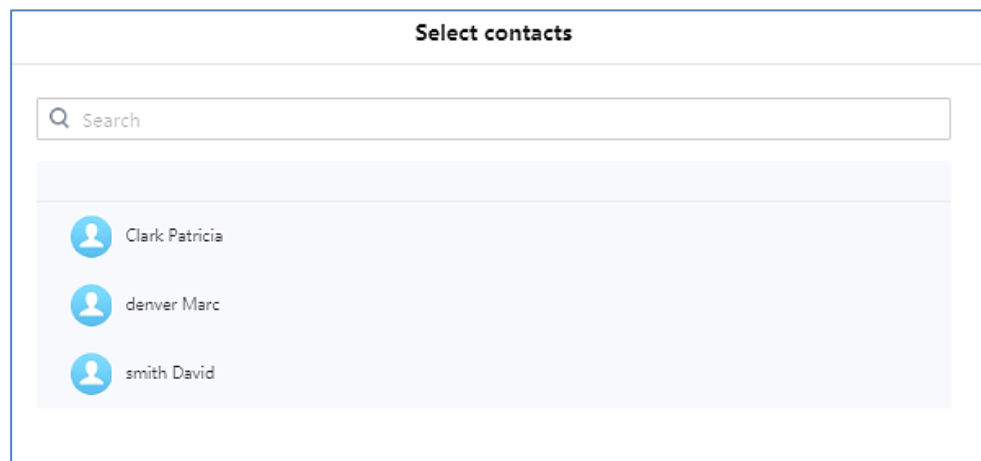 Select contacts
Search
Clark Patricia
denver Marc
smith David